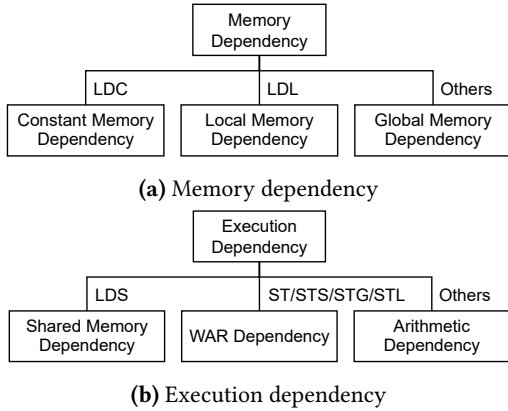 Memory
Dependency
LDC
LDL
Others
Constant Memory
Dependency
Local Memory
Dependency
Global Memory
Dependency
(a) Memory dependency
Execution
Dependency
LDS
ST/STS/STG/STL
Others
Shared Memory
Dependency
WAR Dependency
Arithmetic
Dependency
(b) Execution dependency